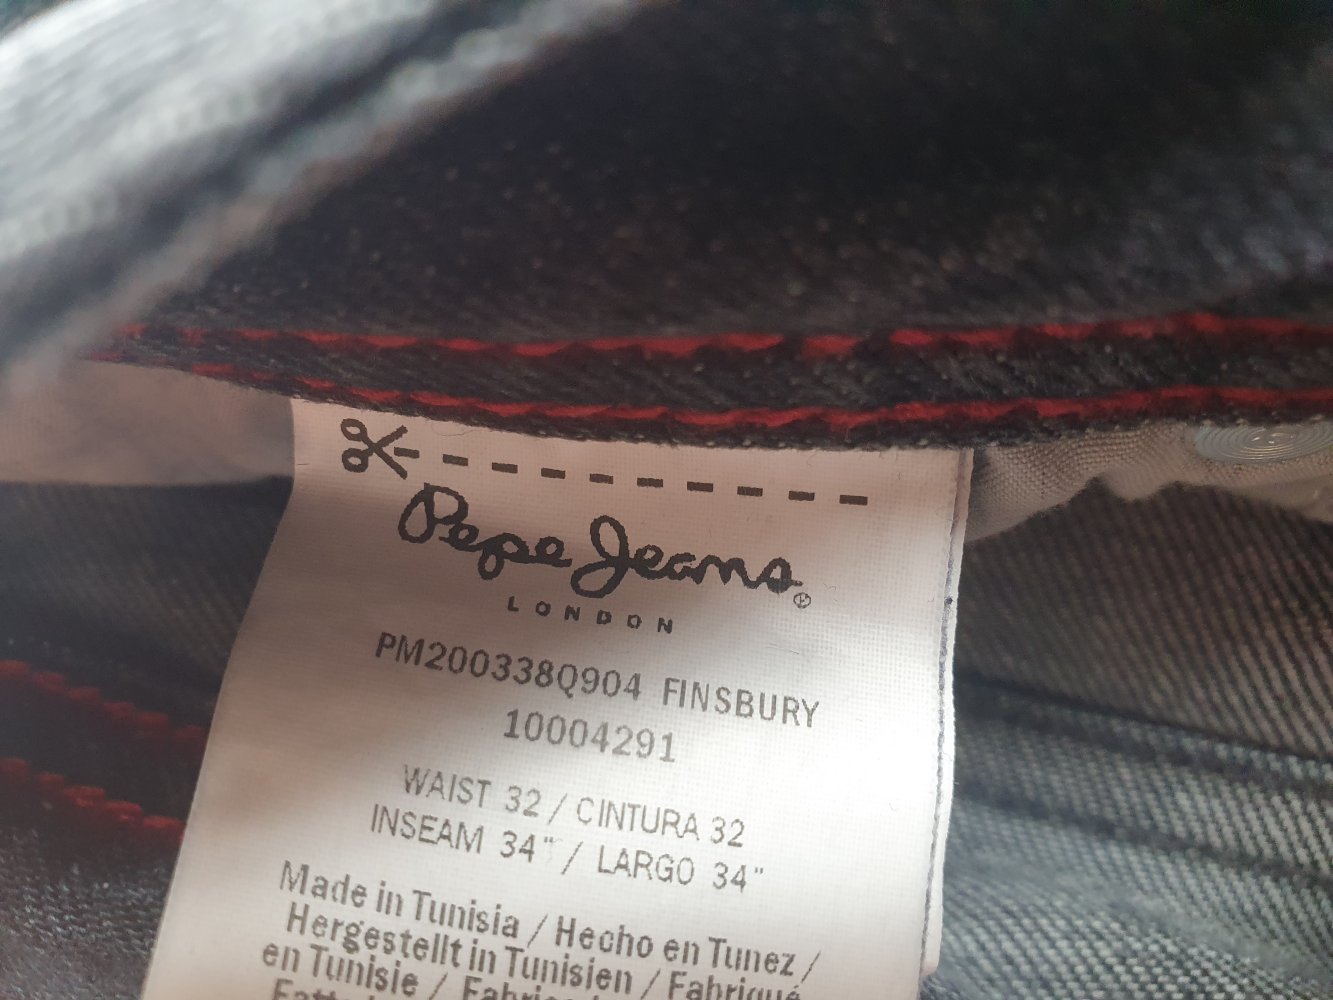 Pepe Jeans®
LONDON
PM200338Q904 FINSBURY
10004291
WAIST 32 / CINTURA 32
INSEAM 34" / LARGO 34"
Made in Tunisia / Hecho en Tunez /
Hergestellt in Tunisien / Fabriqué
en Tunisie /